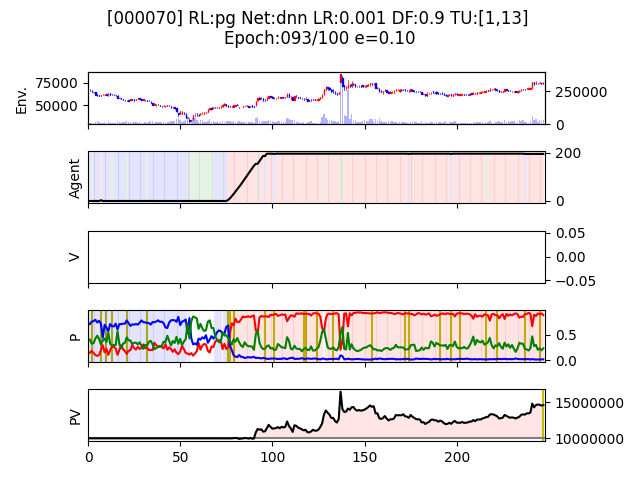 [000070] RL:pg Net:dnn LR:0.001 DF:0.9 TU:[1,13]
Epoch:093/100 e=0.10
Env.
75000
50000
250000
0
Agent
200
0
V
0.05
0.00
−0.05
P
0.5
0.0
PV
15000000
10000000
0 50 100 150 200